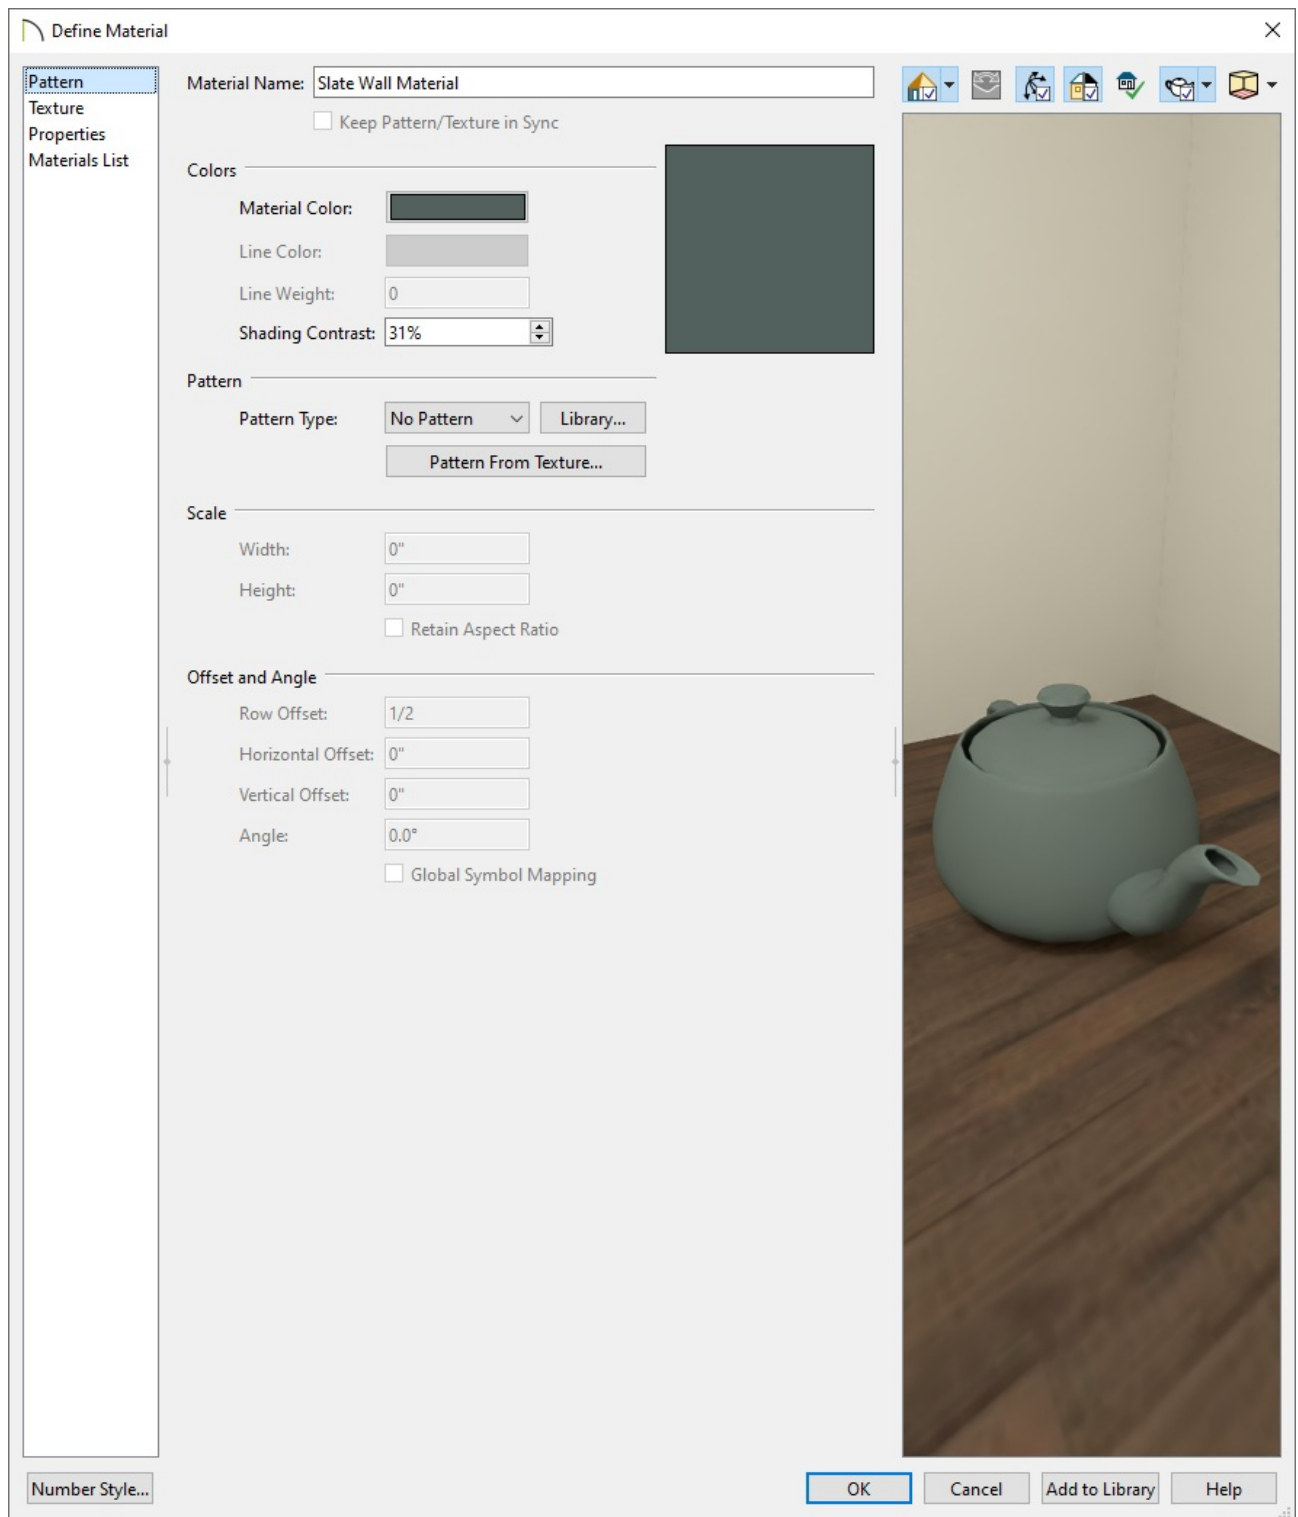 Define Material
Pattern
Texture
Properties
Materials List
Material Name: Slate Wall Material
Keep Pattern/Texture in Sync
Colors
Material Color:
Line Color:
Line Weight: 0
Shading Contrast: 31%
Pattern
Pattern Type: No Pattern Library...
Pattern From Texture...
Scale
Width: 0"
Height: 0"
Retain Aspect Ratio
Offset and Angle
Row Offset: 1/2
Horizontal Offset: 0"
Vertical Offset: 0"
Angle: 0.0°
Global Symbol Mapping
Number Style... OK Cancel Add to Library Help